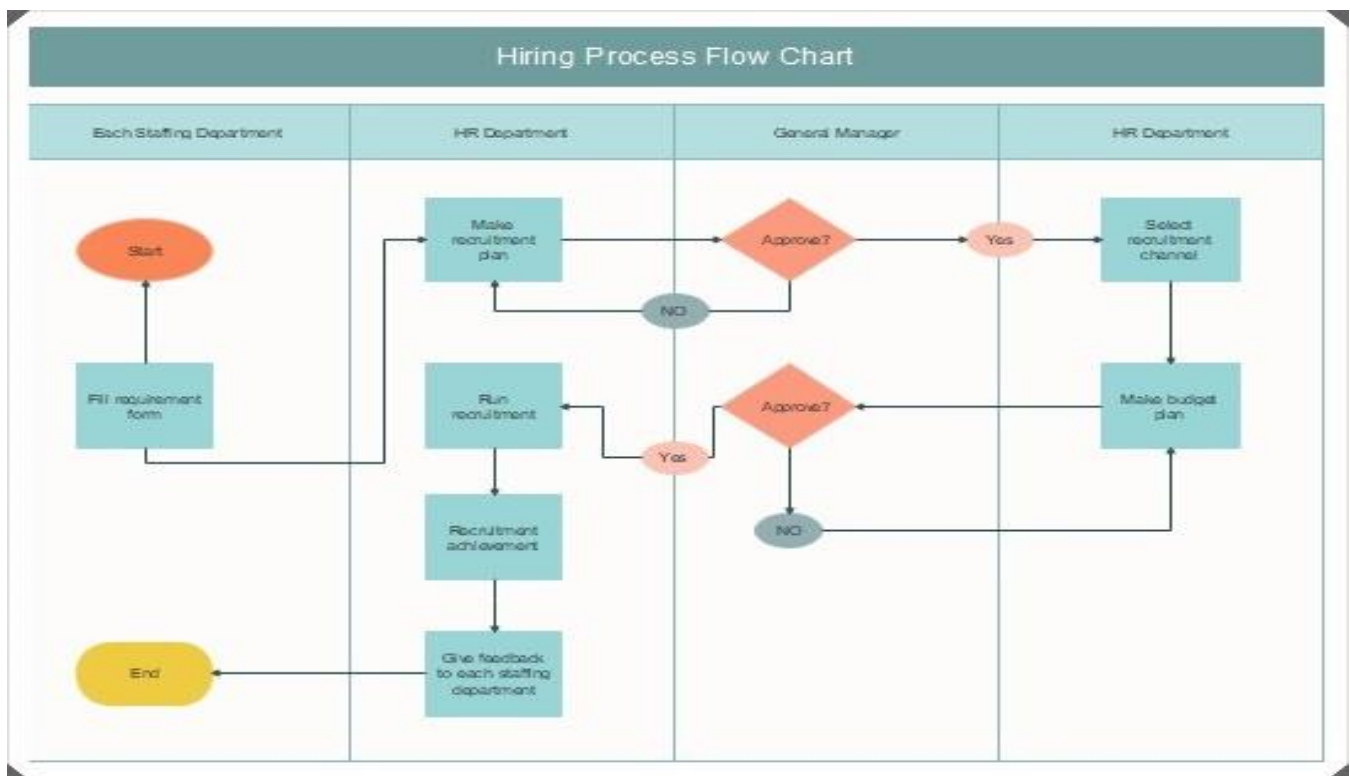 Hiring Process Flow Chart
Each Staffing Department
HR Department
General Manager
HR Department
Start
Make
recruitment
plan
Approve?
Yes
Select
recruitment
channel
NO
Fill requirement
form
Run
recruitment
Approve?
Make budget
plan
Yes
Recruitment
achievement
NO
Give feedback
to each staffing
department
End